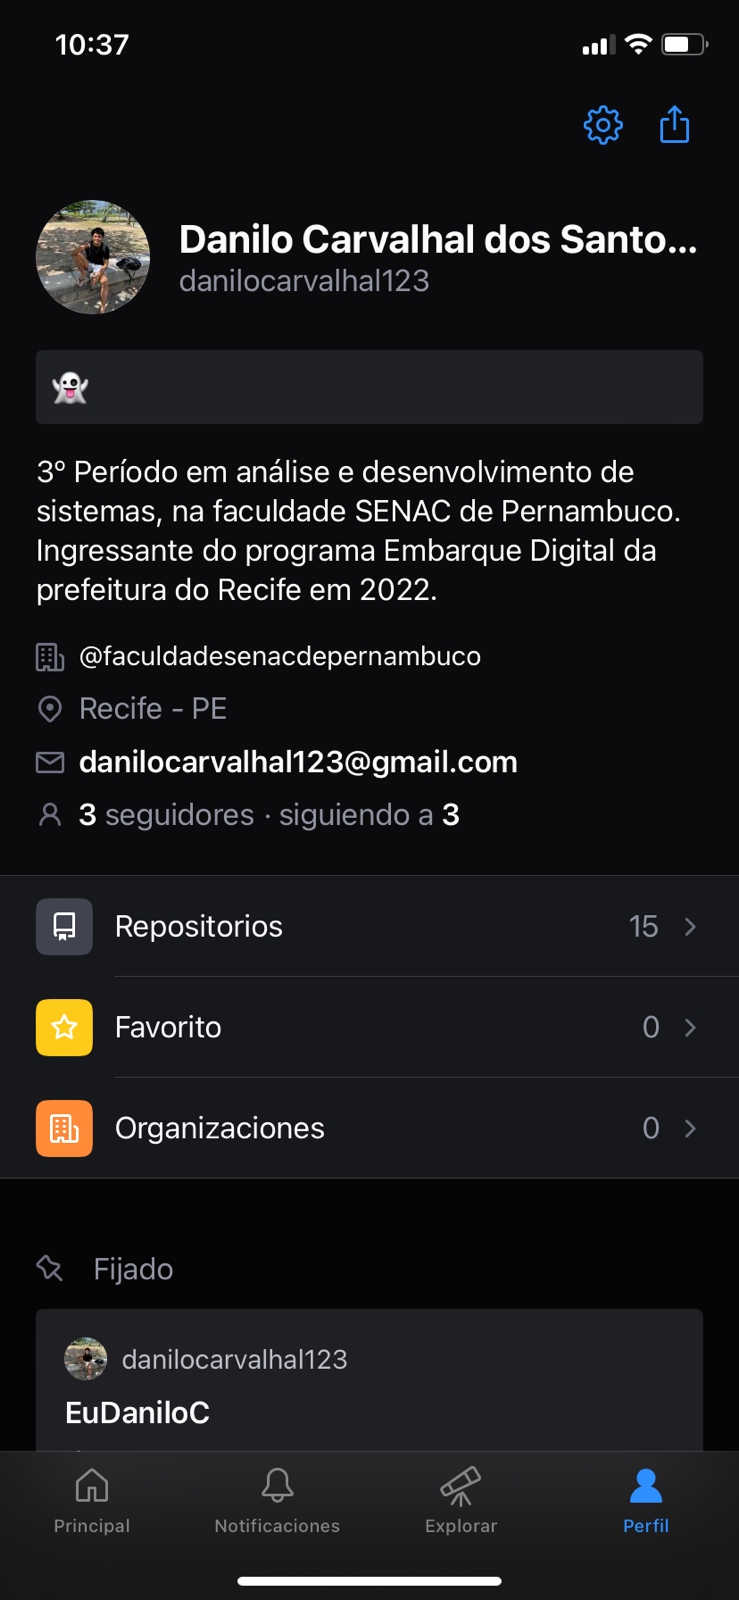 10:37
Danilo Carvalhal dos Santo...
danilocarvalhal123
3º Período em análise e desenvolvimento de
sistemas, na faculdade SENAC de Pernambuco.
Ingressante do programa Embarque Digital da
prefeitura do Recife em 2022.
@faculdadesenacdepernambuco
Recife - PE
danilocarvalhal123@gmail.com
3 seguidores · siguiendo a 3
Repositorios 15
Favorito 0
Organizaciones 0
Fijado
danilocarvalhal123
EuDaniloC
Principal Notificaciones Explorar Perfil